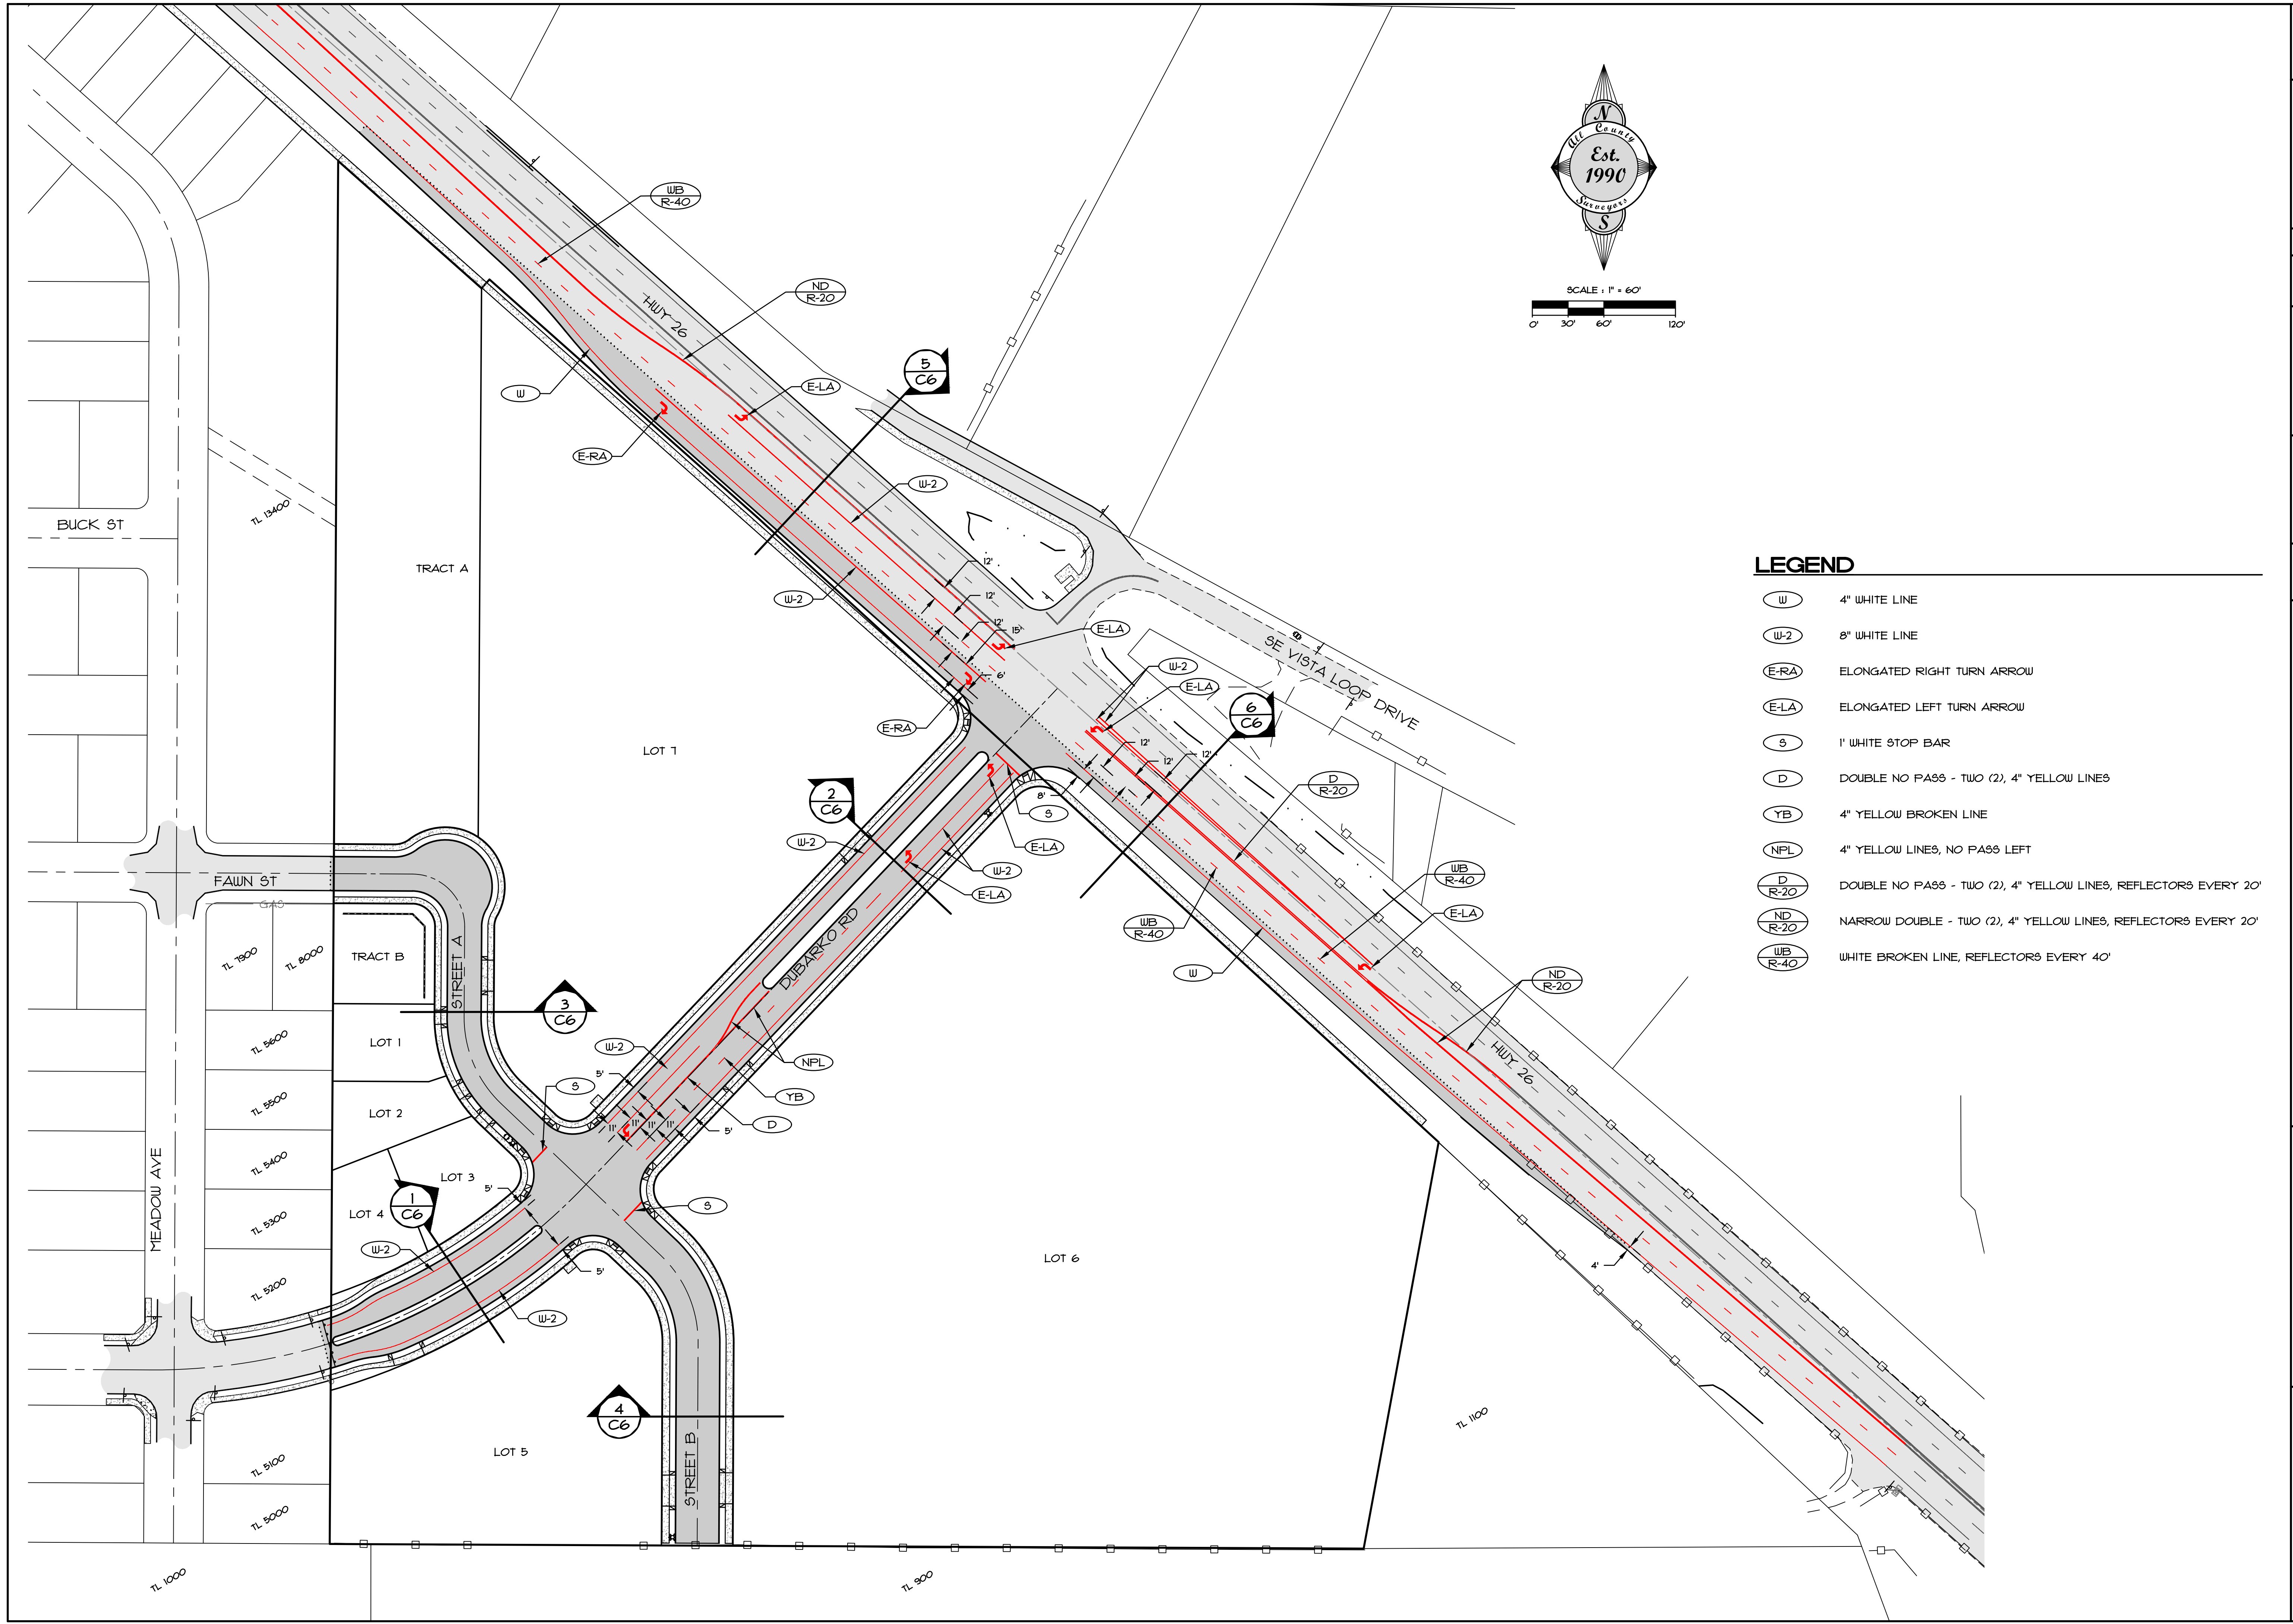 N
All County
Est.
1990
Surveyors
S
SCALE : 1" = 60'
0' 30' 60' 120'
WB
R-40
ND
R-20
HWY 26
5
C6
E-LA
W
E-RA
W-2
BUCK ST
TL 13400
TRACT A
12'
W-2
12'
12'
15'
E-LA
6'
SE VISTA LOOP DRIVE
W-2
E-LA
6
C6
E-RA
LOT 7
12'
12'
12'
D
R-20
2
C6
8'
S
W-2
E-LA
W-2
E-LA
WB
R-40
E-LA
WB
R-40
W
FAWN ST
GAS
DUBARKO RD
TL 7900
TL 8000
TRACT B
STREET A
3
C6
ND
R-20
TL 5600
LOT 1
W-2
NPL
HWY 26
5'
S
YB
TL 5500
LOT 2
11' 11' 11' 11'
D
5'
TL 5400
MEADOW AVE
LOT 3
5'
1
C6
S
TL 5300
LOT 4
W-2
LOT 6
5'
4'
TL 5200
W-2
4
C6
TL 1100
LOT 5
STREET B
TL 5100
TL 5000
TL 1000
TL 900
LEGEND
W 4" WHITE LINE
W-2 8" WHITE LINE
E-RA ELONGATED RIGHT TURN ARROW
E-LA ELONGATED LEFT TURN ARROW
S 1' WHITE STOP BAR
D DOUBLE NO PASS - TWO (2), 4" YELLOW LINES
YB 4" YELLOW BROKEN LINE
NPL 4" YELLOW LINES, NO PASS LEFT
D
R-20 DOUBLE NO PASS - TWO (2), 4" YELLOW LINES, REFLECTORS EVERY 20'
ND
R-20 NARROW DOUBLE - TWO (2), 4" YELLOW LINES, REFLECTORS EVERY 20'
WB
R-40 WHITE BROKEN LINE, REFLECTORS EVERY 40'